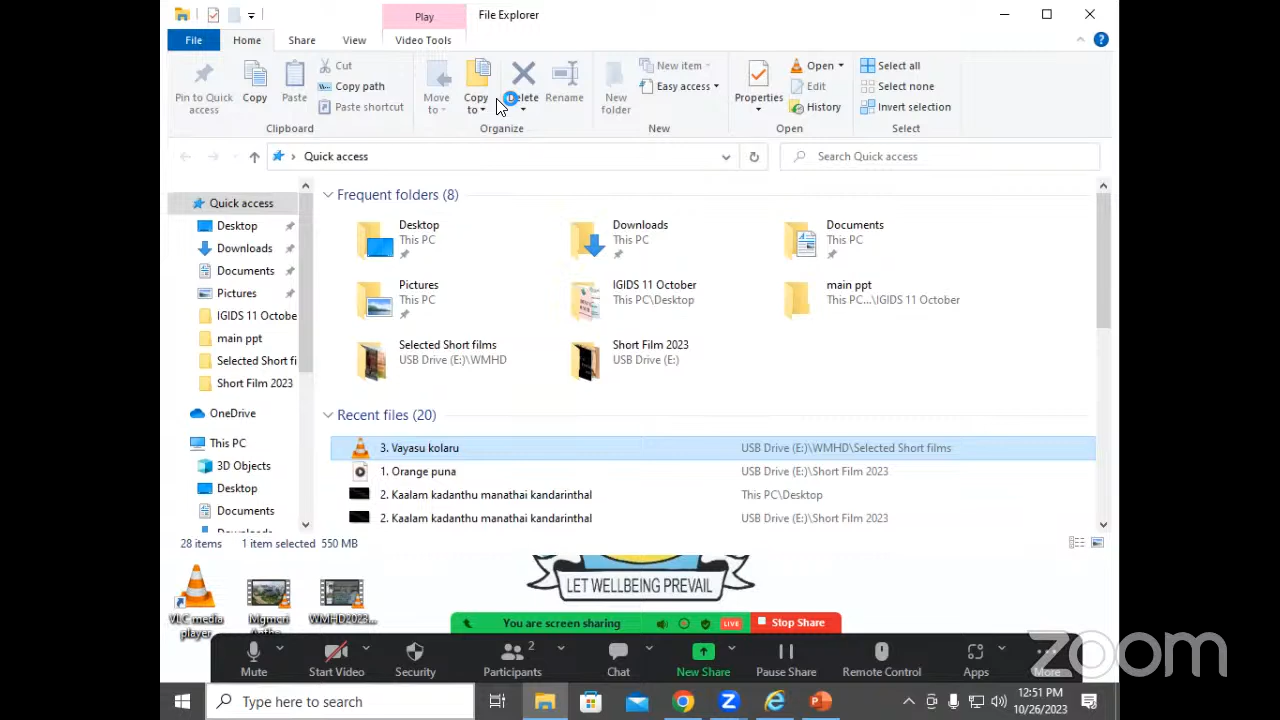 Play
File Explorer
File
Home
Share
View
Video Tools
Pin to Quick access
Copy
Paste
Cut
Copy path
Paste shortcut
Move to
Copy to
Rename
New folder
New item
Easy access
Properties
Open
Edit
History
Select all
Select none
Invert selection
Clipboard
Organize
New
Open
Select
Quick access
Search Quick access
Quick access
Desktop
Downloads
Documents
Pictures
IGIDS 11 Octobe
main ppt
Selected Short fi
Short Film 2023
OneDrive
This PC
3D Objects
Desktop
Documents
Frequent folders (8)
Desktop
This PC
Downloads
This PC
Documents
This PC
Pictures
This PC
IGIDS 11 October
This PC\Desktop
main ppt
This PC...\IGIDS 11 October
Selected Short films
USB Drive (E:)\WMHD
Short Film 2023
USB Drive (E:)
Recent files (20)
3. Vayasu kolaru USB Drive (E:)\WMHD\Selected Short films
1. Orange puna USB Drive (E:)\Short Film 2023
2. Kaalam kadanthu manathai kandarinthal This PC\Desktop
2. Kaalam kadanthu manathai kandarinthal USB Drive (E:)\Short Film 2023
28 items 1 item selected 550 MB
LET WELLBEING PREVAIL
VLC media player
Mgmcri
WMHD2023...
You are screen sharing
LIVE
Stop Share
Mute
Start Video
Security
Participants
2
Chat
New Share
Pause Share
Remote Control
Apps
More
zoom
Type here to search
12:51 PM
10/26/2023